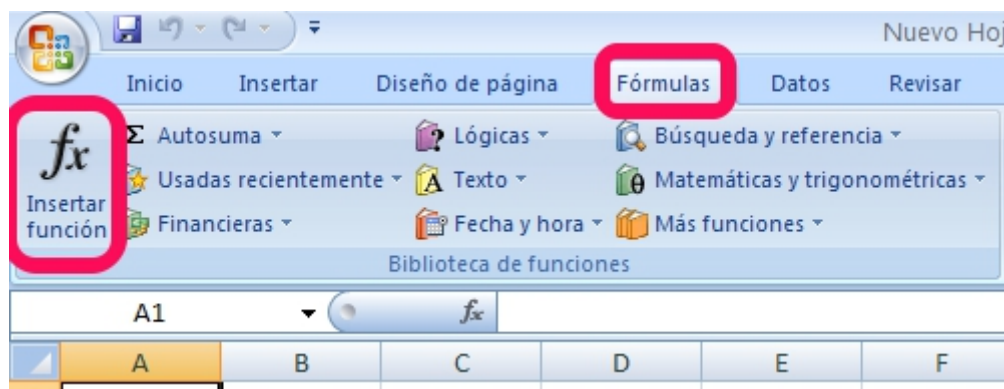 Nuevo Hoj
Inicio Insertar Diseño de página Fórmulas Datos Revisar
fx Insertar función
Σ Autosuma Lógicas Búsqueda y referencia
Usadas recientemente A Texto θ Matemáticas y trigonométricas
Financieras Fecha y hora Más funciones
Biblioteca de funciones
A1 fx
A B C D E F